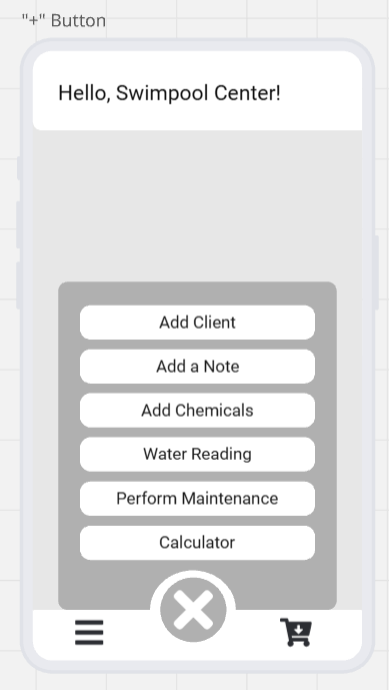 "+" Button
Hello, Swimpool Center!
Add Client
Add a Note
Add Chemicals
Water Reading
Perform Maintenance
Calculator